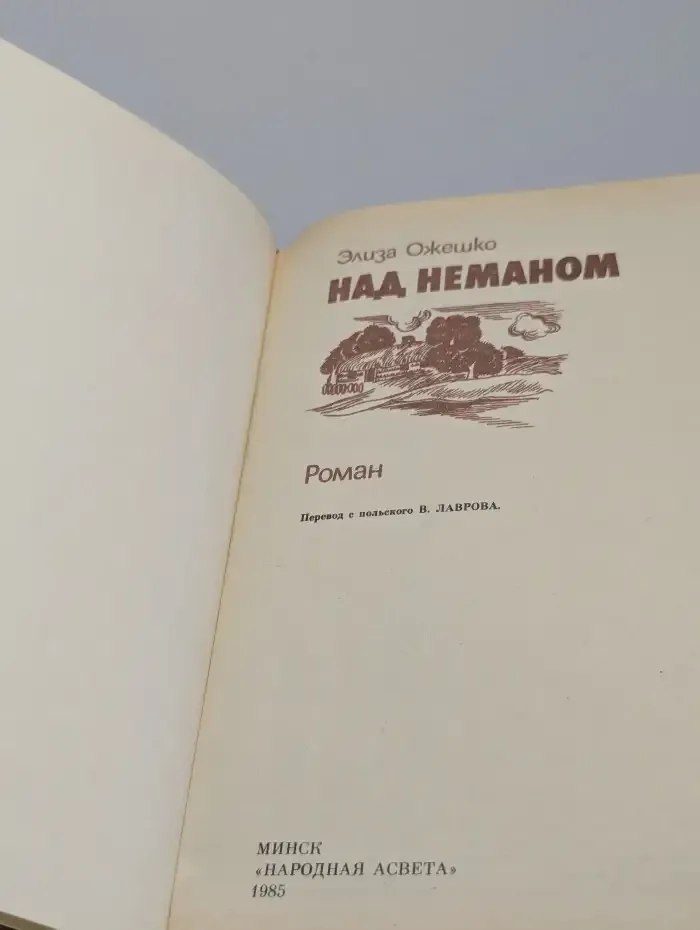 Элиза Ожешко
НАД НЕМАНОМ
Роман
Перевод с польского В. ЛАВРОВА.
МИНСК
«НАРОДНАЯ АСВЕТА»
1985